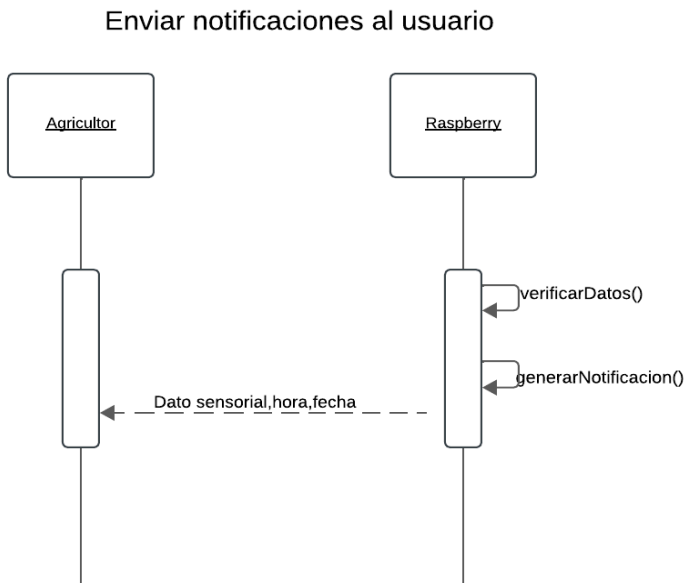 Enviar notificaciones al usuario
Agricultor
Raspberry
verificarDatos()
generarNotificacion()
Dato sensorial,hora,fecha